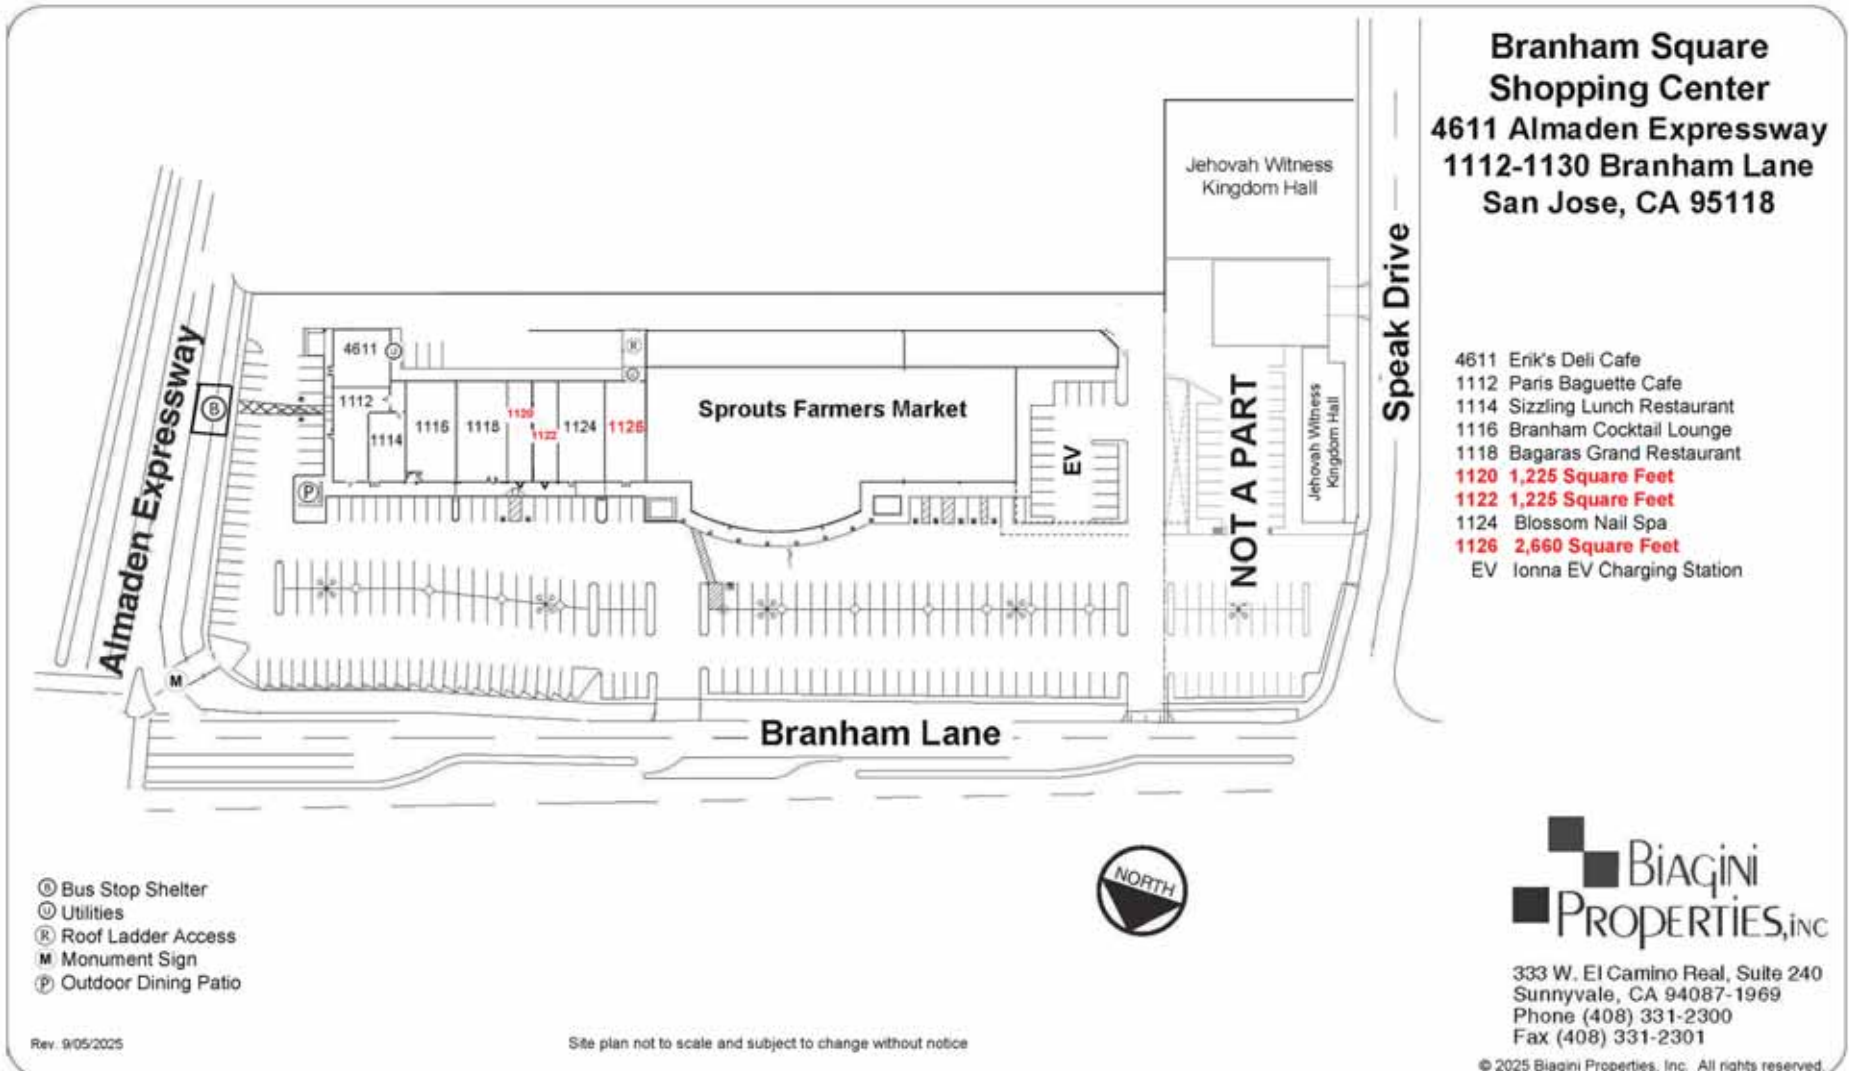 Branham Square
Shopping Center
4611 Almaden Expressway
1112-1130 Branham Lane
San Jose, CA 95118
Jehovah Witness
Kingdom Hall
Speak Drive
Almaden Expressway
B
4611
U
R
U
1112
1114
1116
1118
1120
1122
1124
1126
Sprouts Farmers Market
EV
NOT A PART
Jehovah Witness
Kingdom Hall
P
M
Branham Lane
4611 Erik's Deli Cafe
1112 Paris Baguette Cafe
1114 Sizzling Lunch Restaurant
1116 Branham Cocktail Lounge
1118 Bagaras Grand Restaurant
1120 1,225 Square Feet
1122 1,225 Square Feet
1124 Blossom Nail Spa
1126 2,660 Square Feet
EV Ionna EV Charging Station
NORTH
B Bus Stop Shelter
U Utilities
R Roof Ladder Access
M Monument Sign
P Outdoor Dining Patio
Rev. 9/05/2025
Site plan not to scale and subject to change without notice
BiAGiNi
PROPERTiES, iNC
333 W. El Camino Real, Suite 240
Sunnyvale, CA 94087-1969
Phone (408) 331-2300
Fax (408) 331-2301
© 2025 Biagini Properties, Inc. All rights reserved.